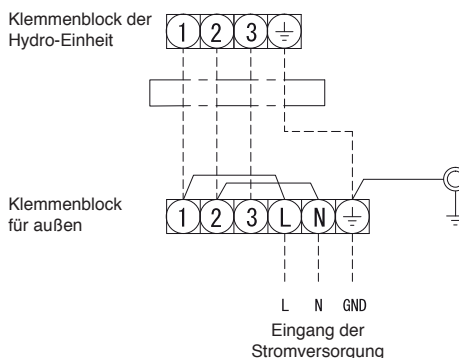 Klemmenblock der
Hydro-Einheit
1 2 3
Klemmenblock
für außen
1 2 3 L N
L N GND
Eingang der
Stromversorgung